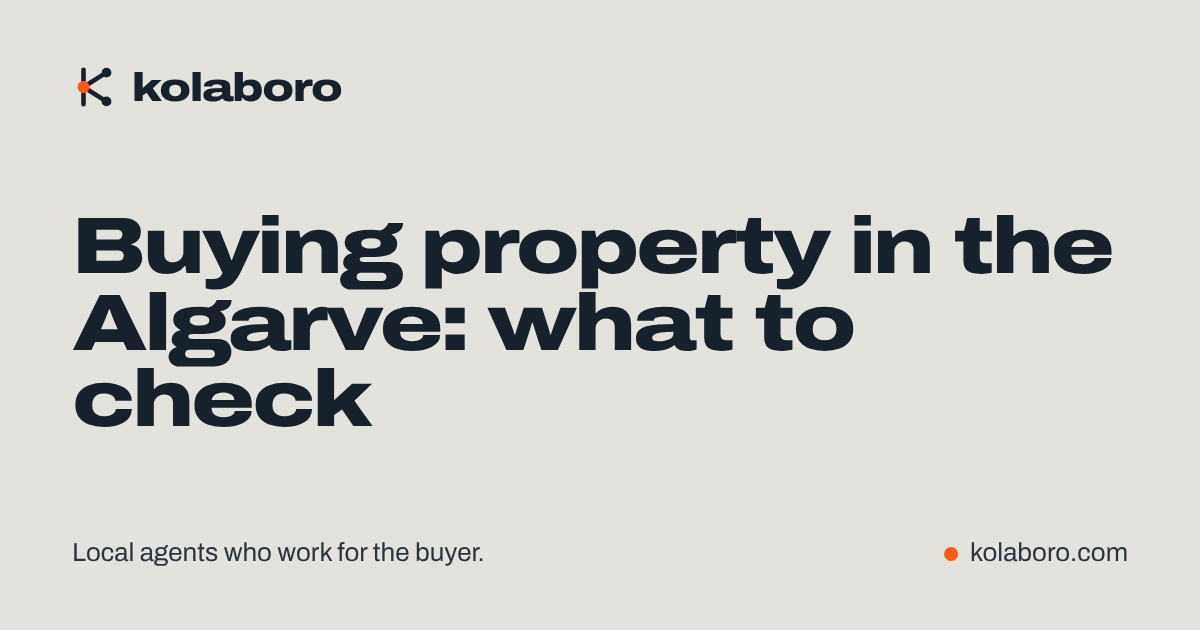 kolaboro
Buying property in the
Algarve: what to
check
Local agents who work for the buyer.
kolaboro.com